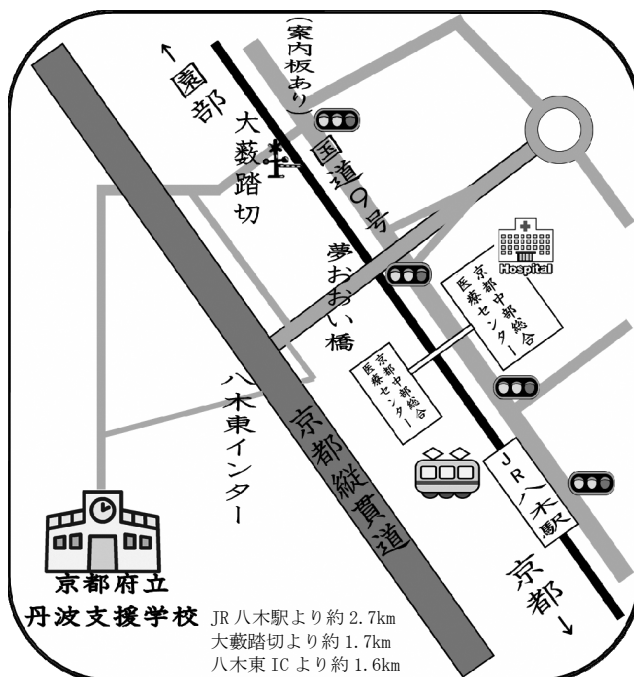 ↑園部
（案内板あり）
大薮踏切
国道9号
夢おおい橋
Hospital
京都中部総合
医療センター
京都中部総合
医療センター
八木東インター
京都縦貫道
JR八木駅
京都↓
京都府立
丹波支援学校
JR 八木駅より約 2.7km
大藪踏切より約 1.7km
八木東 IC より約 1.6km